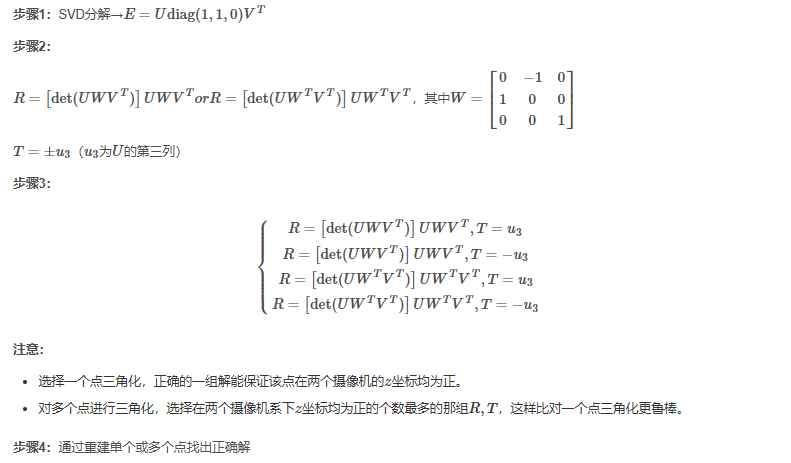 步骤1：SVD分解→$E = U\mathrm{diag}(1,1,0)V^T$
步骤2：
$R = \left[\det(UWV^T)\right]UWV^T or R = \left[\det(UW^TV^T)\right]UW^TV^T$，其中$W = \begin{bmatrix} 0 & -1 & 0 \\ 1 & 0 & 0 \\ 0 & 0 & 1 \end{bmatrix}$
$T = \pm u_3$（$u_3$为$U$的第三列）
步骤3：
$R = \left[\det(UWV^T)\right]UWV^T, T = u_3$
$R = \left[\det(UWV^T)\right]UWV^T, T = -u_3$
$R = \left[\det(UW^TV^T)\right]UW^TV^T, T = u_3$
$R = \left[\det(UW^TV^T)\right]UW^TV^T, T = -u_3$
注意：
• 选择一个点三角化，正确的一组解能保证该点在两个摄像机的$z$坐标均为正。
• 对多个点进行三角化，选择在两个摄像机系下$z$坐标均为正的个数最多的那组$R, T$，这样比对一个点三角化更鲁棒。
步骤4：通过重建单个或多个点找出正确解